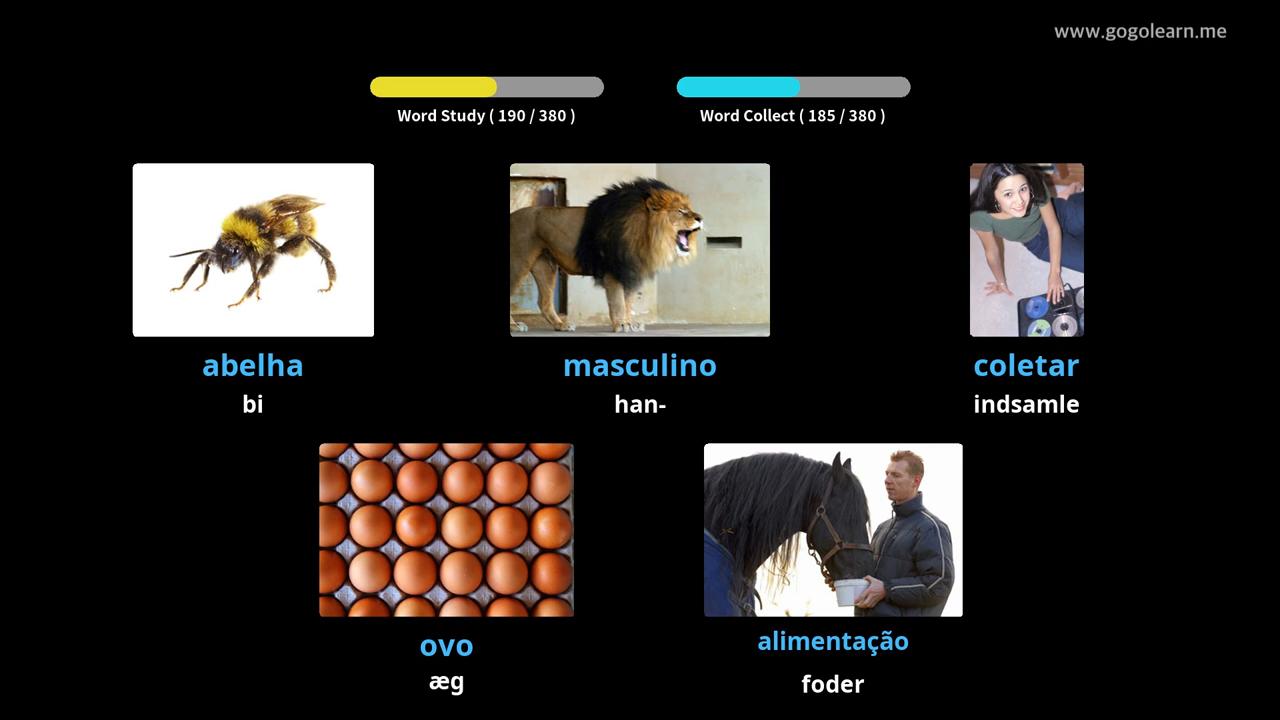 www.gogolearn.me
Word Study ( 190 / 380 )
Word Collect ( 185 / 380 )
abelha
bi
masculino
han-
coletar
indsamle
ovo
æg
alimentação
foder